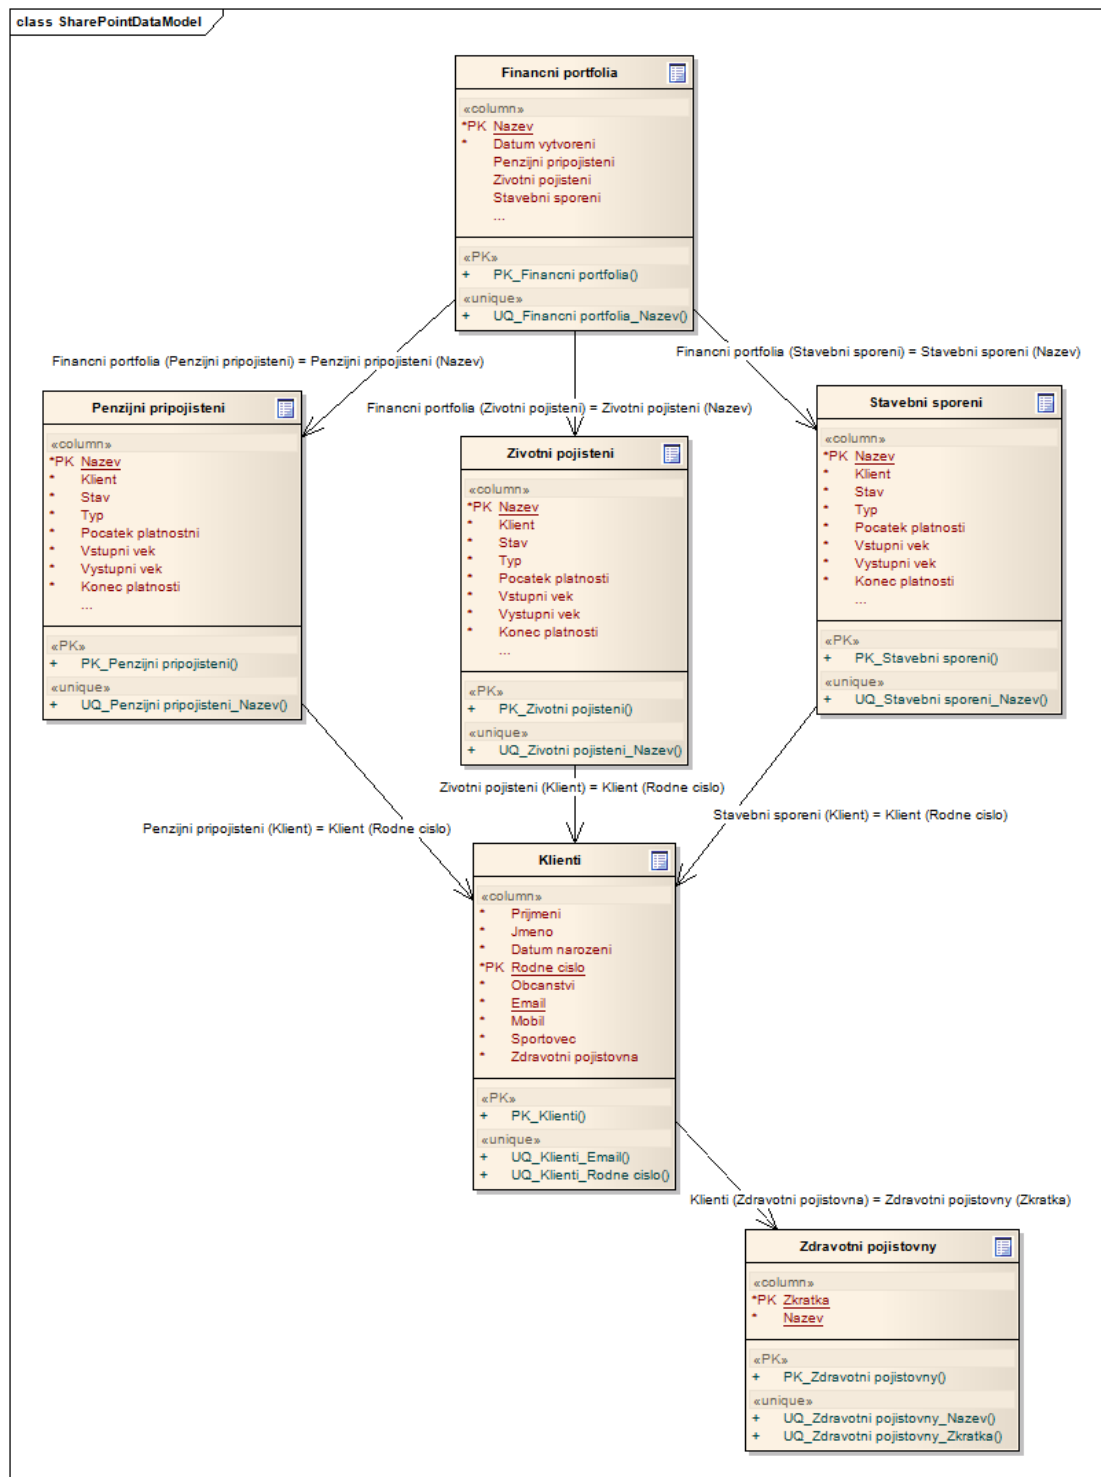 class SharePointDataModel
Financni portfolia
«column»
*PK Nazev
* Datum vytvoreni
Penzijni pripojisteni
Zivotni pojisteni
Stavebni sporeni
...
«PK»
+ PK_Financni portfolia()
«unique»
+ UQ_Financni portfolia_Nazev()
Financni portfolia (Penzijni pripojisteni) = Penzijni pripojisteni (Nazev)
Financni portfolia (Zivotni pojisteni) = Zivotni pojisteni (Nazev)
Financni portfolia (Stavebni sporeni) = Stavebni sporeni (Nazev)
Penzijni pripojisteni
«column»
*PK Nazev
* Klient
* Stav
* Typ
* Pocatek platnostni
* Vstupni vek
* Vystupni vek
* Konec platnosti
...
«PK»
+ PK_Penzijni pripojisteni()
«unique»
+ UQ_Penzijni pripojisteni_Nazev()
Zivotni pojisteni
«column»
*PK Nazev
* Klient
* Stav
* Typ
* Pocatek platnosti
* Vstupni vek
* Vystupni vek
* Konec platnosti
...
«PK»
+ PK_Zivotni pojisteni()
«unique»
+ UQ_Zivotni pojisteni_Nazev()
Stavebni sporeni
«column»
*PK Nazev
* Klient
* Stav
* Typ
* Pocatek platnosti
* Vstupni vek
* Vystupni vek
* Konec platnosti
...
«PK»
+ PK_Stavebni sporeni()
«unique»
+ UQ_Stavebni sporeni_Nazev()
Penzijni pripojisteni (Klient) = Klient (Rodne cislo)
Zivotni pojisteni (Klient) = Klient (Rodne cislo)
Stavebni sporeni (Klient) = Klient (Rodne cislo)
Klienti
«column»
* Prijmeni
* Jmeno
* Datum narozeni
*PK Rodne cislo
* Obcanstvi
* Email
* Mobil
* Sportovec
* Zdravotni pojistovna
«PK»
+ PK_Klienti()
«unique»
+ UQ_Klienti_Email()
+ UQ_Klienti_Rodne cislo()
Klienti (Zdravotni pojistovna) = Zdravotni pojistovny (Zkratka)
Zdravotni pojistovny
«column»
*PK Zkratka
* Nazev
«PK»
+ PK_Zdravotni pojistovny()
«unique»
+ UQ_Zdravotni pojistovny_Nazev()
+ UQ_Zdravotni pojistovny_Zkratka()